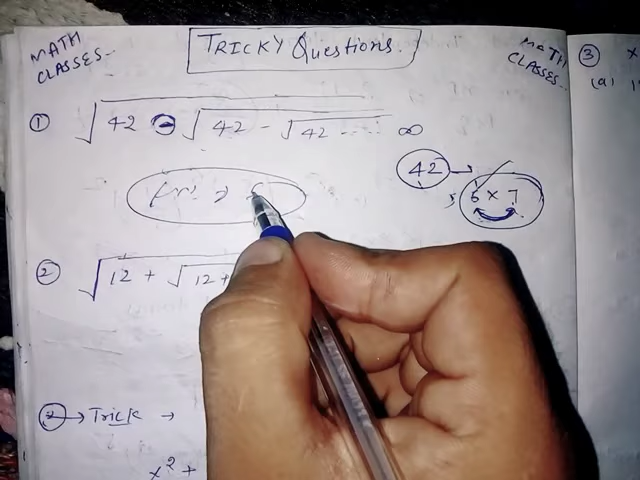 MATH
CLASSES..
TRICKY Questions.
MATH
CLASSES...
③ x
(a)
① √42 - √42 - √42 ..... ∞
42 →
6 × 7
② √12 + √12 +
→ Trick →
x² +